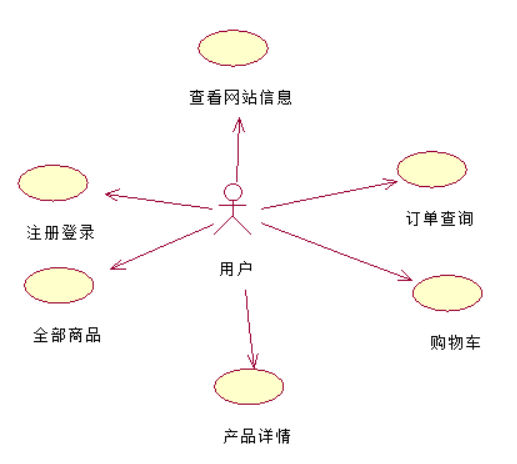 查看网站信息
注册登录
订单查询
用户
全部商品
购物车
产品详情